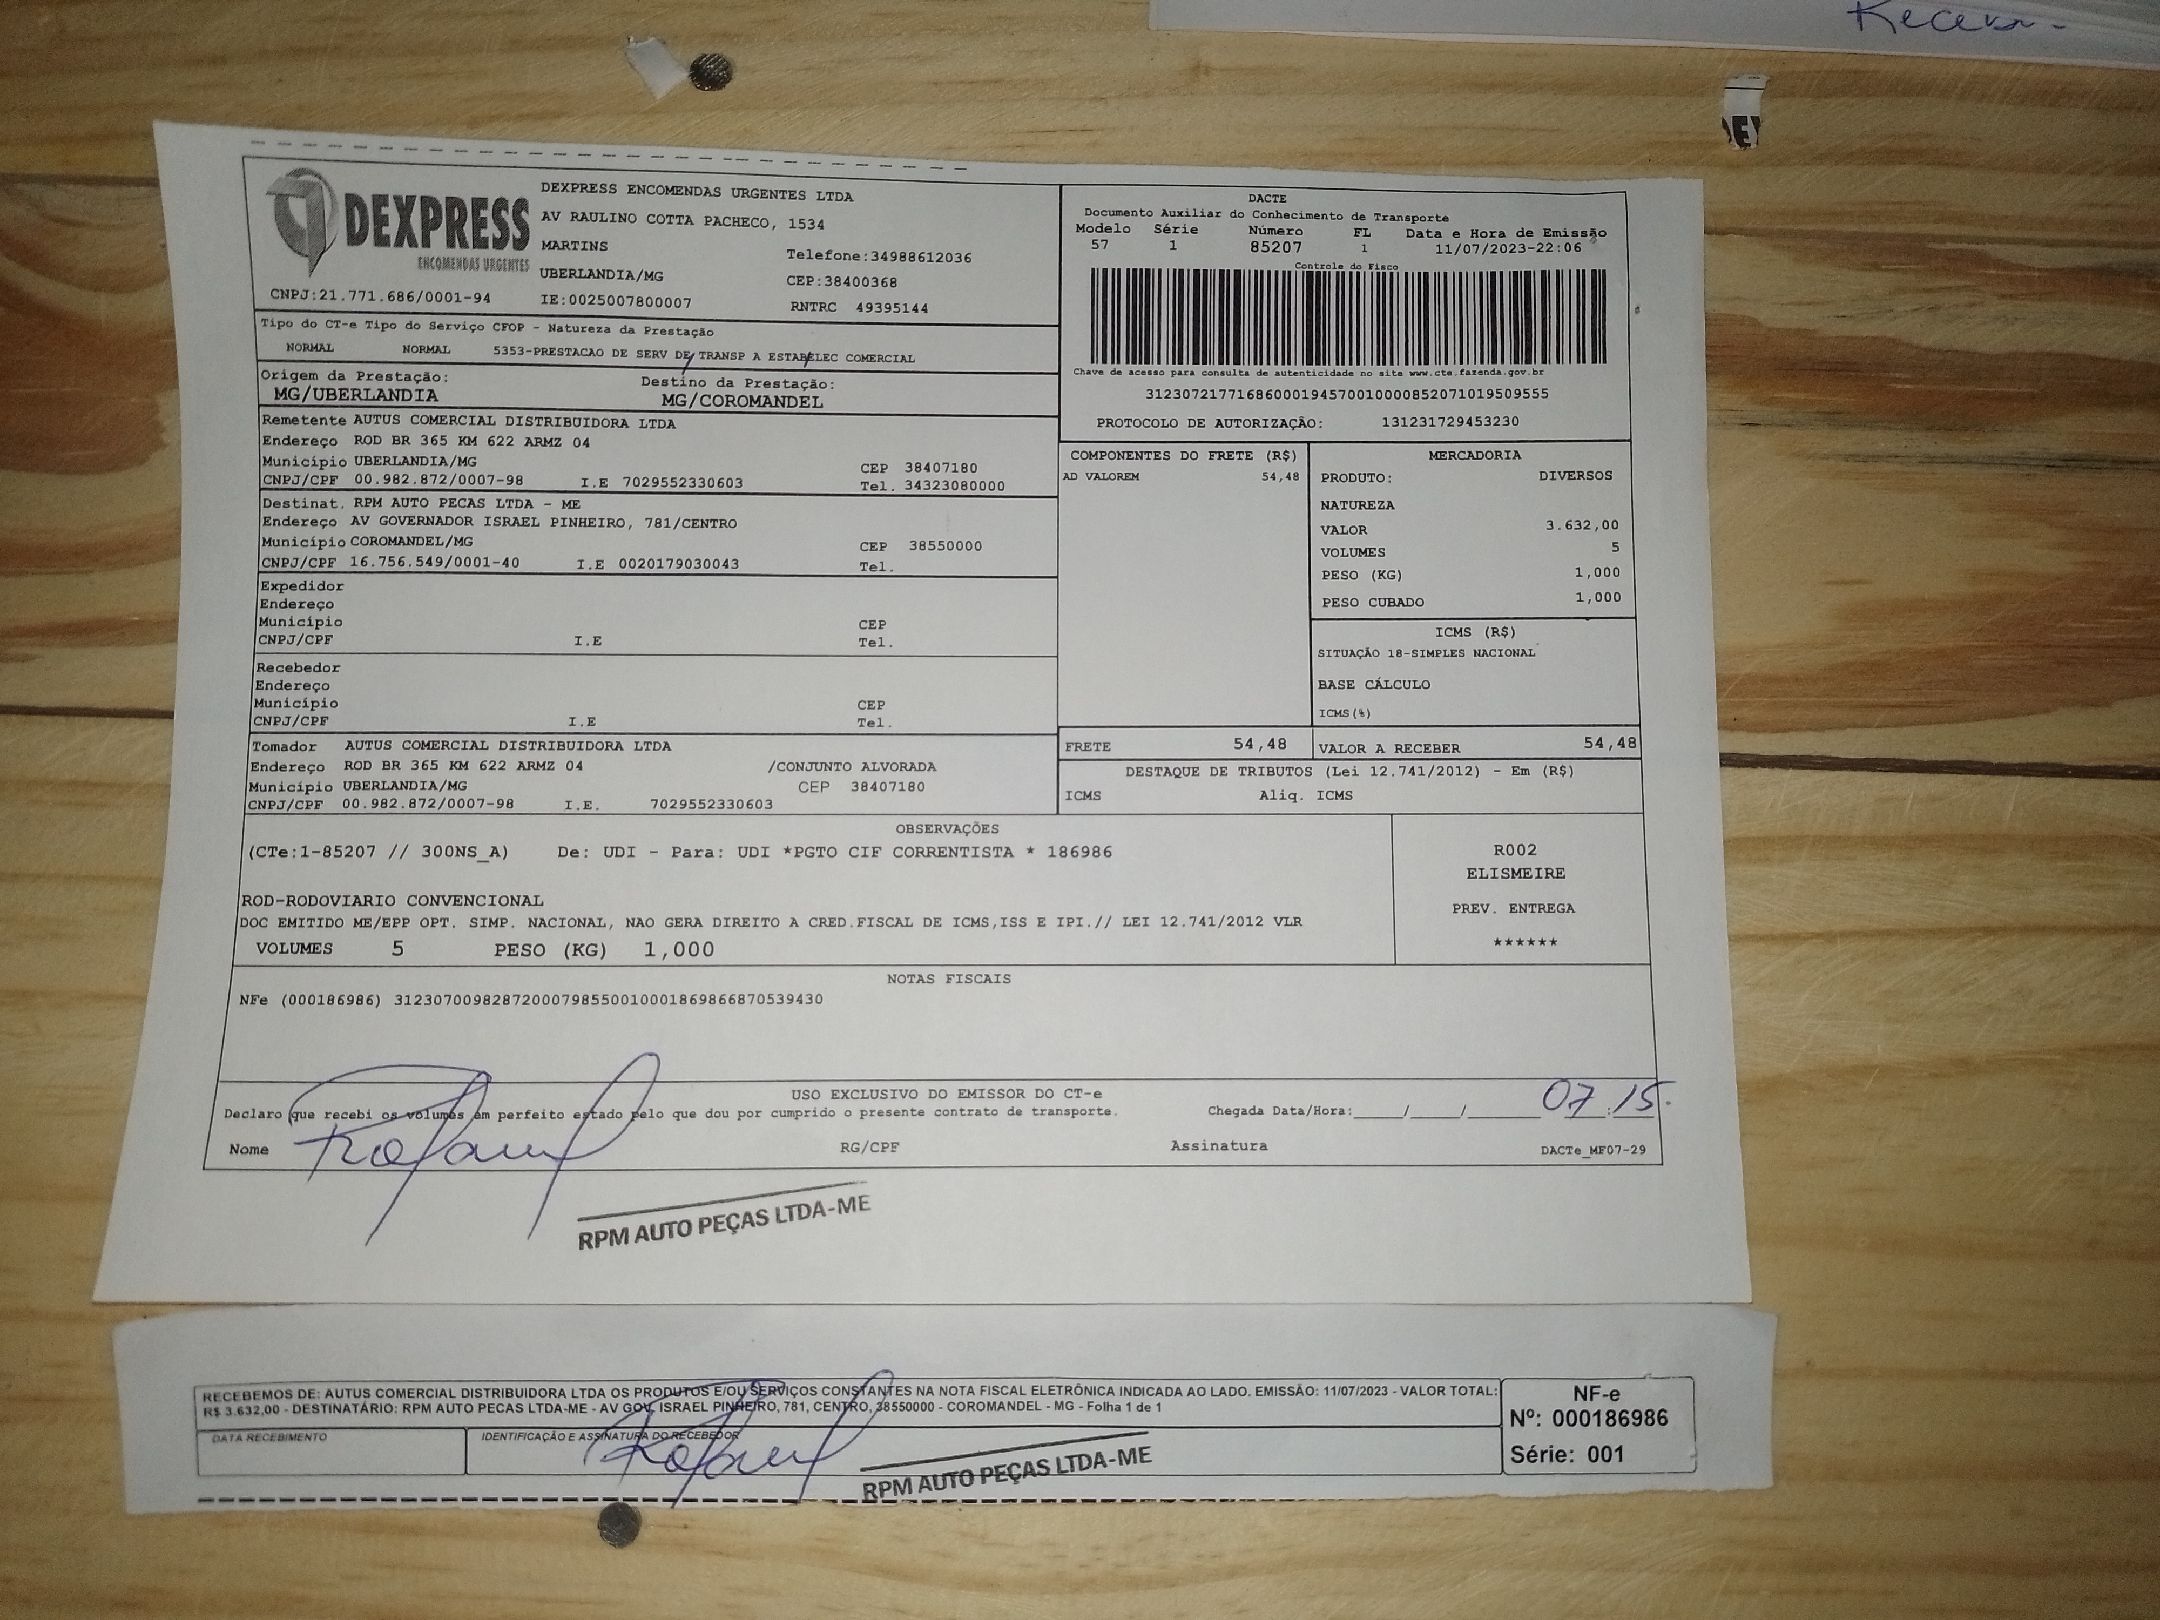 Receb
DEXPRESS
ENCOMENDAS URGENTES
CNPJ:21.771.686/0001-94
DEXPRESS ENCOMENDAS URGENTES LTDA
AV RAULINO COTTA PACHECO, 1534
MARTINS
Telefone:34988612036
UBERLANDIA/MG
CEP:38400368
IE:0025007800007
RNTRC 49395144
DACTE
Documento Auxiliar do Conhecimento de Transporte
Modelo Série Número FL Data e Hora de Emissão
57 1 85207 1 11/07/2023-22:06
Controle do Fisco
Chave de acesso para consulta de autenticidade no site www.cte.fazenda.gov.br
31230721771686000194570010000852071019509555
PROTOCOLO DE AUTORIZAÇÃO: 131231729453230
Tipo do CT-e Tipo do Serviço CFOP - Natureza da Prestação
NORMAL NORMAL 5353-PRESTACAO DE SERV DE TRANSP A ESTABELEC COMERCIAL
Origem da Prestação: Destino da Prestação:
MG/UBERLANDIA MG/COROMANDEL
Remetente AUTUS COMERCIAL DISTRIBUIDORA LTDA
Endereço ROD BR 365 KM 622 ARMZ 04
Município UBERLANDIA/MG CEP 38407180
CNPJ/CPF 00.982.872/0007-98 I.E 7029552330603 Tel. 34323080000
Destinat. RPM AUTO PECAS LTDA - ME
Endereço AV GOVERNADOR ISRAEL PINHEIRO, 781/CENTRO
Município COROMANDEL/MG CEP 38550000
CNPJ/CPF 16.756.549/0001-40 I.E 0020179030043 Tel.
Expedidor
Endereço
Município CEP
CNPJ/CPF I.E Tel.
Recebedor
Endereço
Município CEP
CNPJ/CPF I.E Tel.
Tomador AUTUS COMERCIAL DISTRIBUIDORA LTDA
Endereço ROD BR 365 KM 622 ARMZ 04 /CONJUNTO ALVORADA
Município UBERLANDIA/MG CEP 38407180
CNPJ/CPF 00.982.872/0007-98 I.E. 7029552330603
COMPONENTES DO FRETE (R$)
AD VALOREM 54,48
MERCADORIA
PRODUTO: DIVERSOS
NATUREZA
VALOR 3.632,00
VOLUMES 5
PESO (KG) 1,000
PESO CUBADO 1,000
ICMS (R$)
SITUAÇÃO 18-SIMPLES NACIONAL
BASE CÁLCULO
ICMS(%)
FRETE 54,48 VALOR A RECEBER 54,48
DESTAQUE DE TRIBUTOS (Lei 12.741/2012) - Em (R$)
ICMS Aliq. ICMS
OBSERVAÇÕES
(CTe:1-85207 // 300NS_A) De: UDI - Para: UDI *PGTO CIF CORRENTISTA * 186986
ROD-RODOVIARIO CONVENCIONAL
DOC EMITIDO ME/EPP OPT. SIMP. NACIONAL, NAO GERA DIREITO A CRED.FISCAL DE ICMS,ISS E IPI.// LEI 12.741/2012 VLR
VOLUMES 5 PESO (KG) 1,000
R002
ELISMEIRE
PREV. ENTREGA
******
NOTAS FISCAIS
NFe (000186986) 31230700982872000798550010001869866870539430
USO EXCLUSIVO DO EMISSOR DO CT-e
Declaro que recebi os volumes em perfeito estado pelo que dou por cumprido o presente contrato de transporte. Chegada Data/Hora:____/____/____ 07:15
Nome RG/CPF Assinatura DACTe_MF07-29
RPM AUTO PEÇAS LTDA-ME
RECEBEMOS DE: AUTUS COMERCIAL DISTRIBUIDORA LTDA OS PRODUTOS E/OU SERVIÇOS CONSTANTES NA NOTA FISCAL ELETRÔNICA INDICADA AO LADO. EMISSÃO: 11/07/2023 - VALOR TOTAL:
R$ 3.632,00 - DESTINATÁRIO: RPM AUTO PECAS LTDA-ME - AV GOV. ISRAEL PINHEIRO, 781, CENTRO, 38550000 - COROMANDEL - MG - Folha 1 de 1
DATA RECEBIMENTO IDENTIFICAÇÃO E ASSINATURA DO RECEBEDOR
RPM AUTO PEÇAS LTDA-ME
NF-e
Nº: 000186986
Série: 001